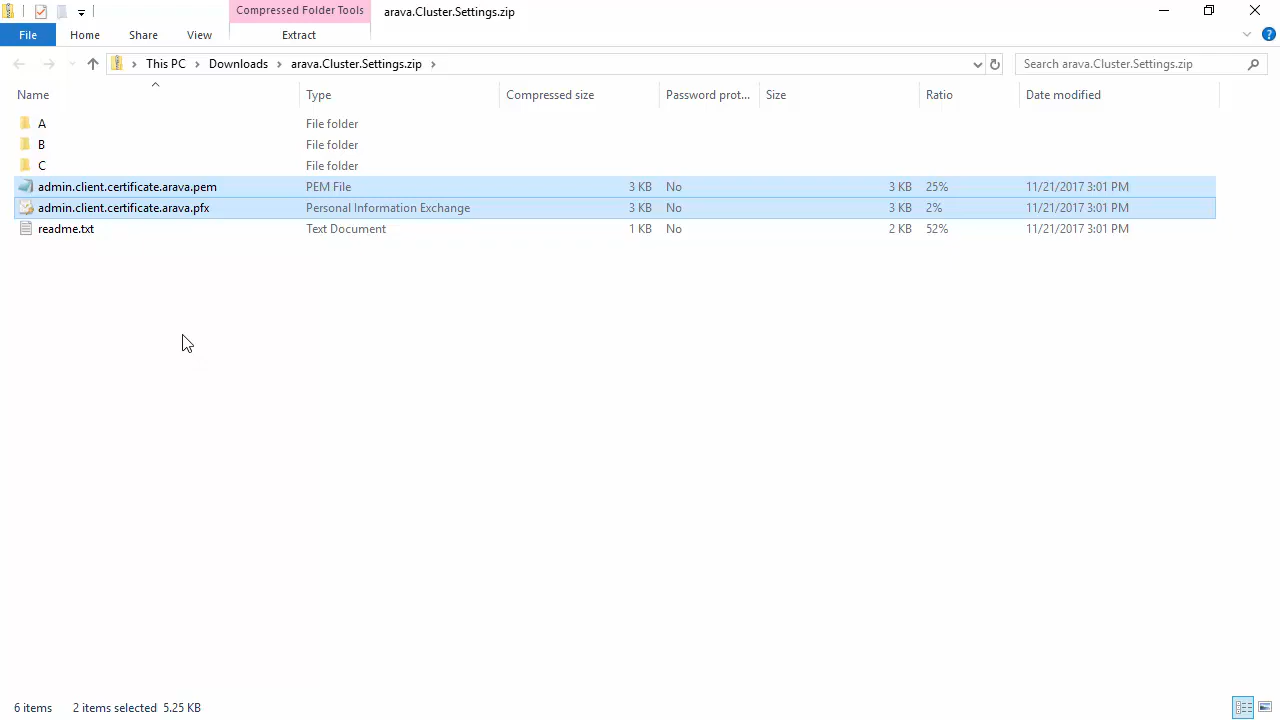 Compressed Folder Tools
arava.Cluster.Settings.zip
File Home Share View Extract
This PC Downloads arava.Cluster.Settings.zip Search arava.Cluster.Settings.zip
Name Type Compressed size Password prot... Size Ratio Date modified
A File folder
B File folder
C File folder
admin.client.certificate.arava.pem PEM File 3 KB No 3 KB 25% 11/21/2017 3:01 PM
admin.client.certificate.arava.pfx Personal Information Exchange 3 KB No 3 KB 2% 11/21/2017 3:01 PM
readme.txt Text Document 1 KB No 2 KB 52% 11/21/2017 3:01 PM
6 items 2 items selected 5.25 KB